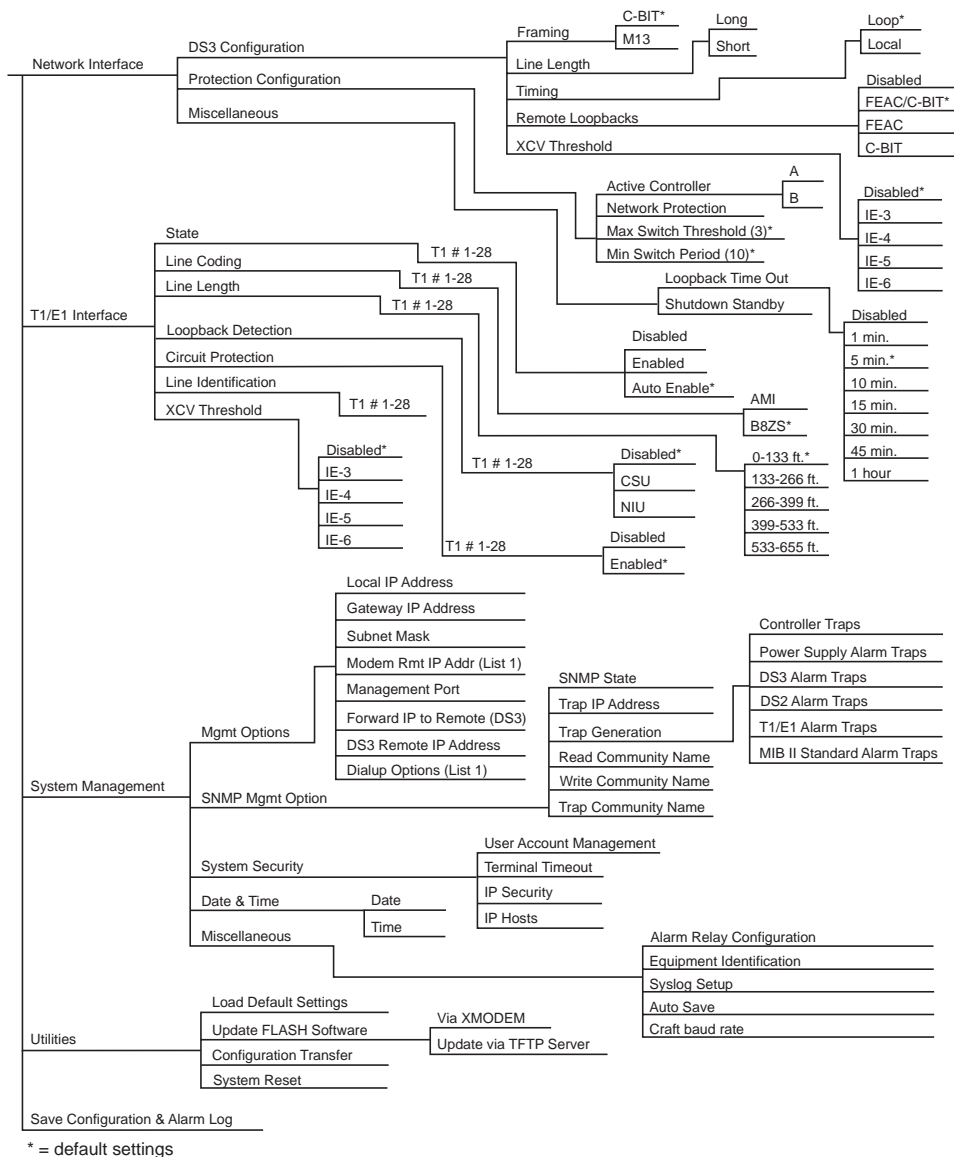 Network Interface
DS3 Configuration
Framing
C-BIT*
M13
Line Length
Long
Short
Timing
Loop*
Local
Remote Loopbacks
Disabled
FEAC/C-BIT*
FEAC
C-BIT
XCV Threshold
Disabled*
IE-3
IE-4
IE-5
IE-6
Protection Configuration
Active Controller
A
B
Network Protection
Max Switch Threshold (3)*
Min Switch Period (10)*
Miscellaneous
Loopback Time Out
Disabled
1 min.
5 min.*
10 min.
15 min.
30 min.
45 min.
1 hour
Shutdown Standby
T1/E1 Interface
State
T1 # 1-28
Disabled
Enabled
Auto Enable*
Line Coding
T1 # 1-28
AMI
B8ZS*
Line Length
T1 # 1-28
0-133 ft.*
133-266 ft.
266-399 ft.
399-533 ft.
533-655 ft.
Loopback Detection
T1 # 1-28
Disabled*
CSU
NIU
Circuit Protection
T1 # 1-28
Disabled
Enabled*
Line Identification
T1 # 1-28
XCV Threshold
Disabled*
IE-3
IE-4
IE-5
IE-6
System Management
Mgmt Options
Local IP Address
Gateway IP Address
Subnet Mask
Modem Rmt IP Addr (List 1)
Management Port
Forward IP to Remote (DS3)
DS3 Remote IP Address
Dialup Options (List 1)
SNMP Mgmt Option
SNMP State
Trap IP Address
Trap Generation
Controller Traps
Power Supply Alarm Traps
DS3 Alarm Traps
DS2 Alarm Traps
T1/E1 Alarm Traps
MIB II Standard Alarm Traps
Read Community Name
Write Community Name
Trap Community Name
System Security
User Account Management
Terminal Timeout
IP Security
IP Hosts
Date & Time
Date
Time
Miscellaneous
Alarm Relay Configuration
Equipment Identification
Syslog Setup
Auto Save
Craft baud rate
Utilities
Load Default Settings
Update FLASH Software
Via XMODEM
Update via TFTP Server
Configuration Transfer
System Reset
Save Configuration & Alarm Log
* = default settings